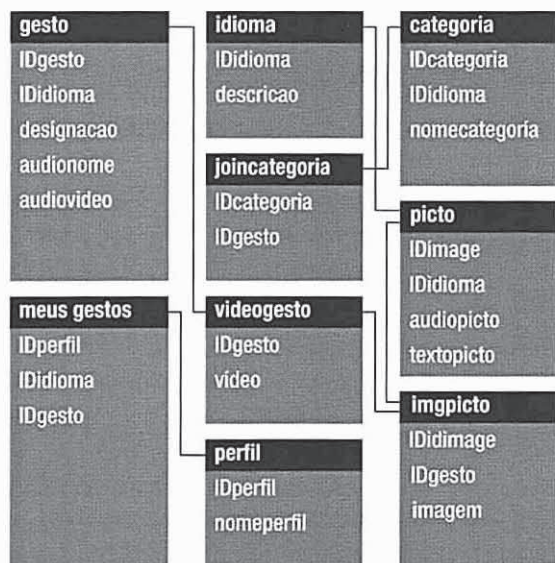 gesto
IDgesto
IDidioma
designacao
audionome
audiovideo
idioma
IDidioma
descricao
categoria
IDcategoria
IDidioma
nomecategoria
joincategoria
IDcategoria
IDgesto
picto
IDimage
IDidioma
audiopicto
textopicto
meus gestos
IDperfil
IDidioma
IDgesto
videogesto
IDgesto
video
imgpicto
IDidimage
IDgesto
imagem
perfil
IDperfil
nomeperfil